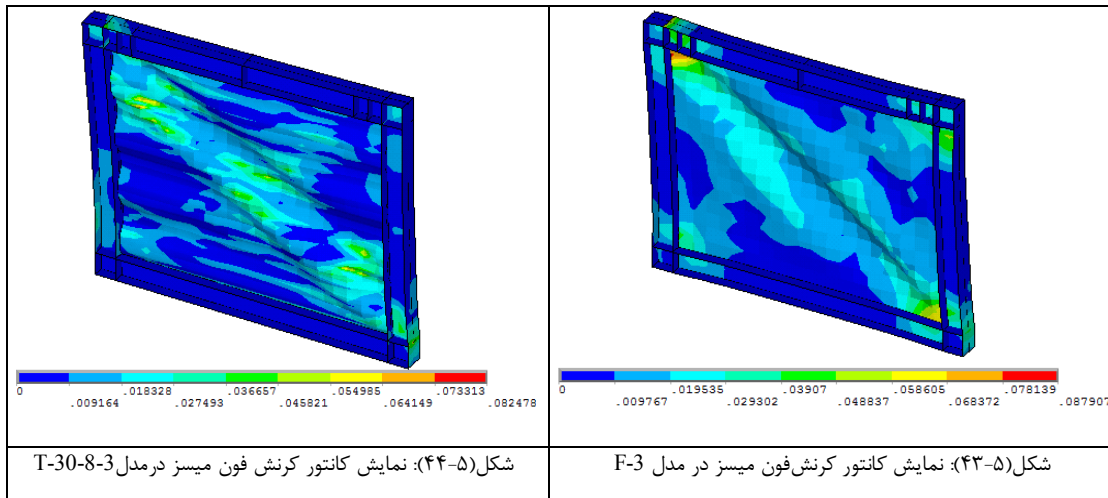 0 .009767 .019535 .029302 .03907 .048837 .058605 .068372 .078139 .087907
شکل(۵-۴۳): نمایش کانتور کرنش‌فون میسز در مدل F-3
0 .009164 .018328 .027493 .036657 .045821 .054985 .064149 .073313 .082478
شکل(۵-۴۴): نمایش کانتور کرنش فون میسز درمدل T-30-8-3